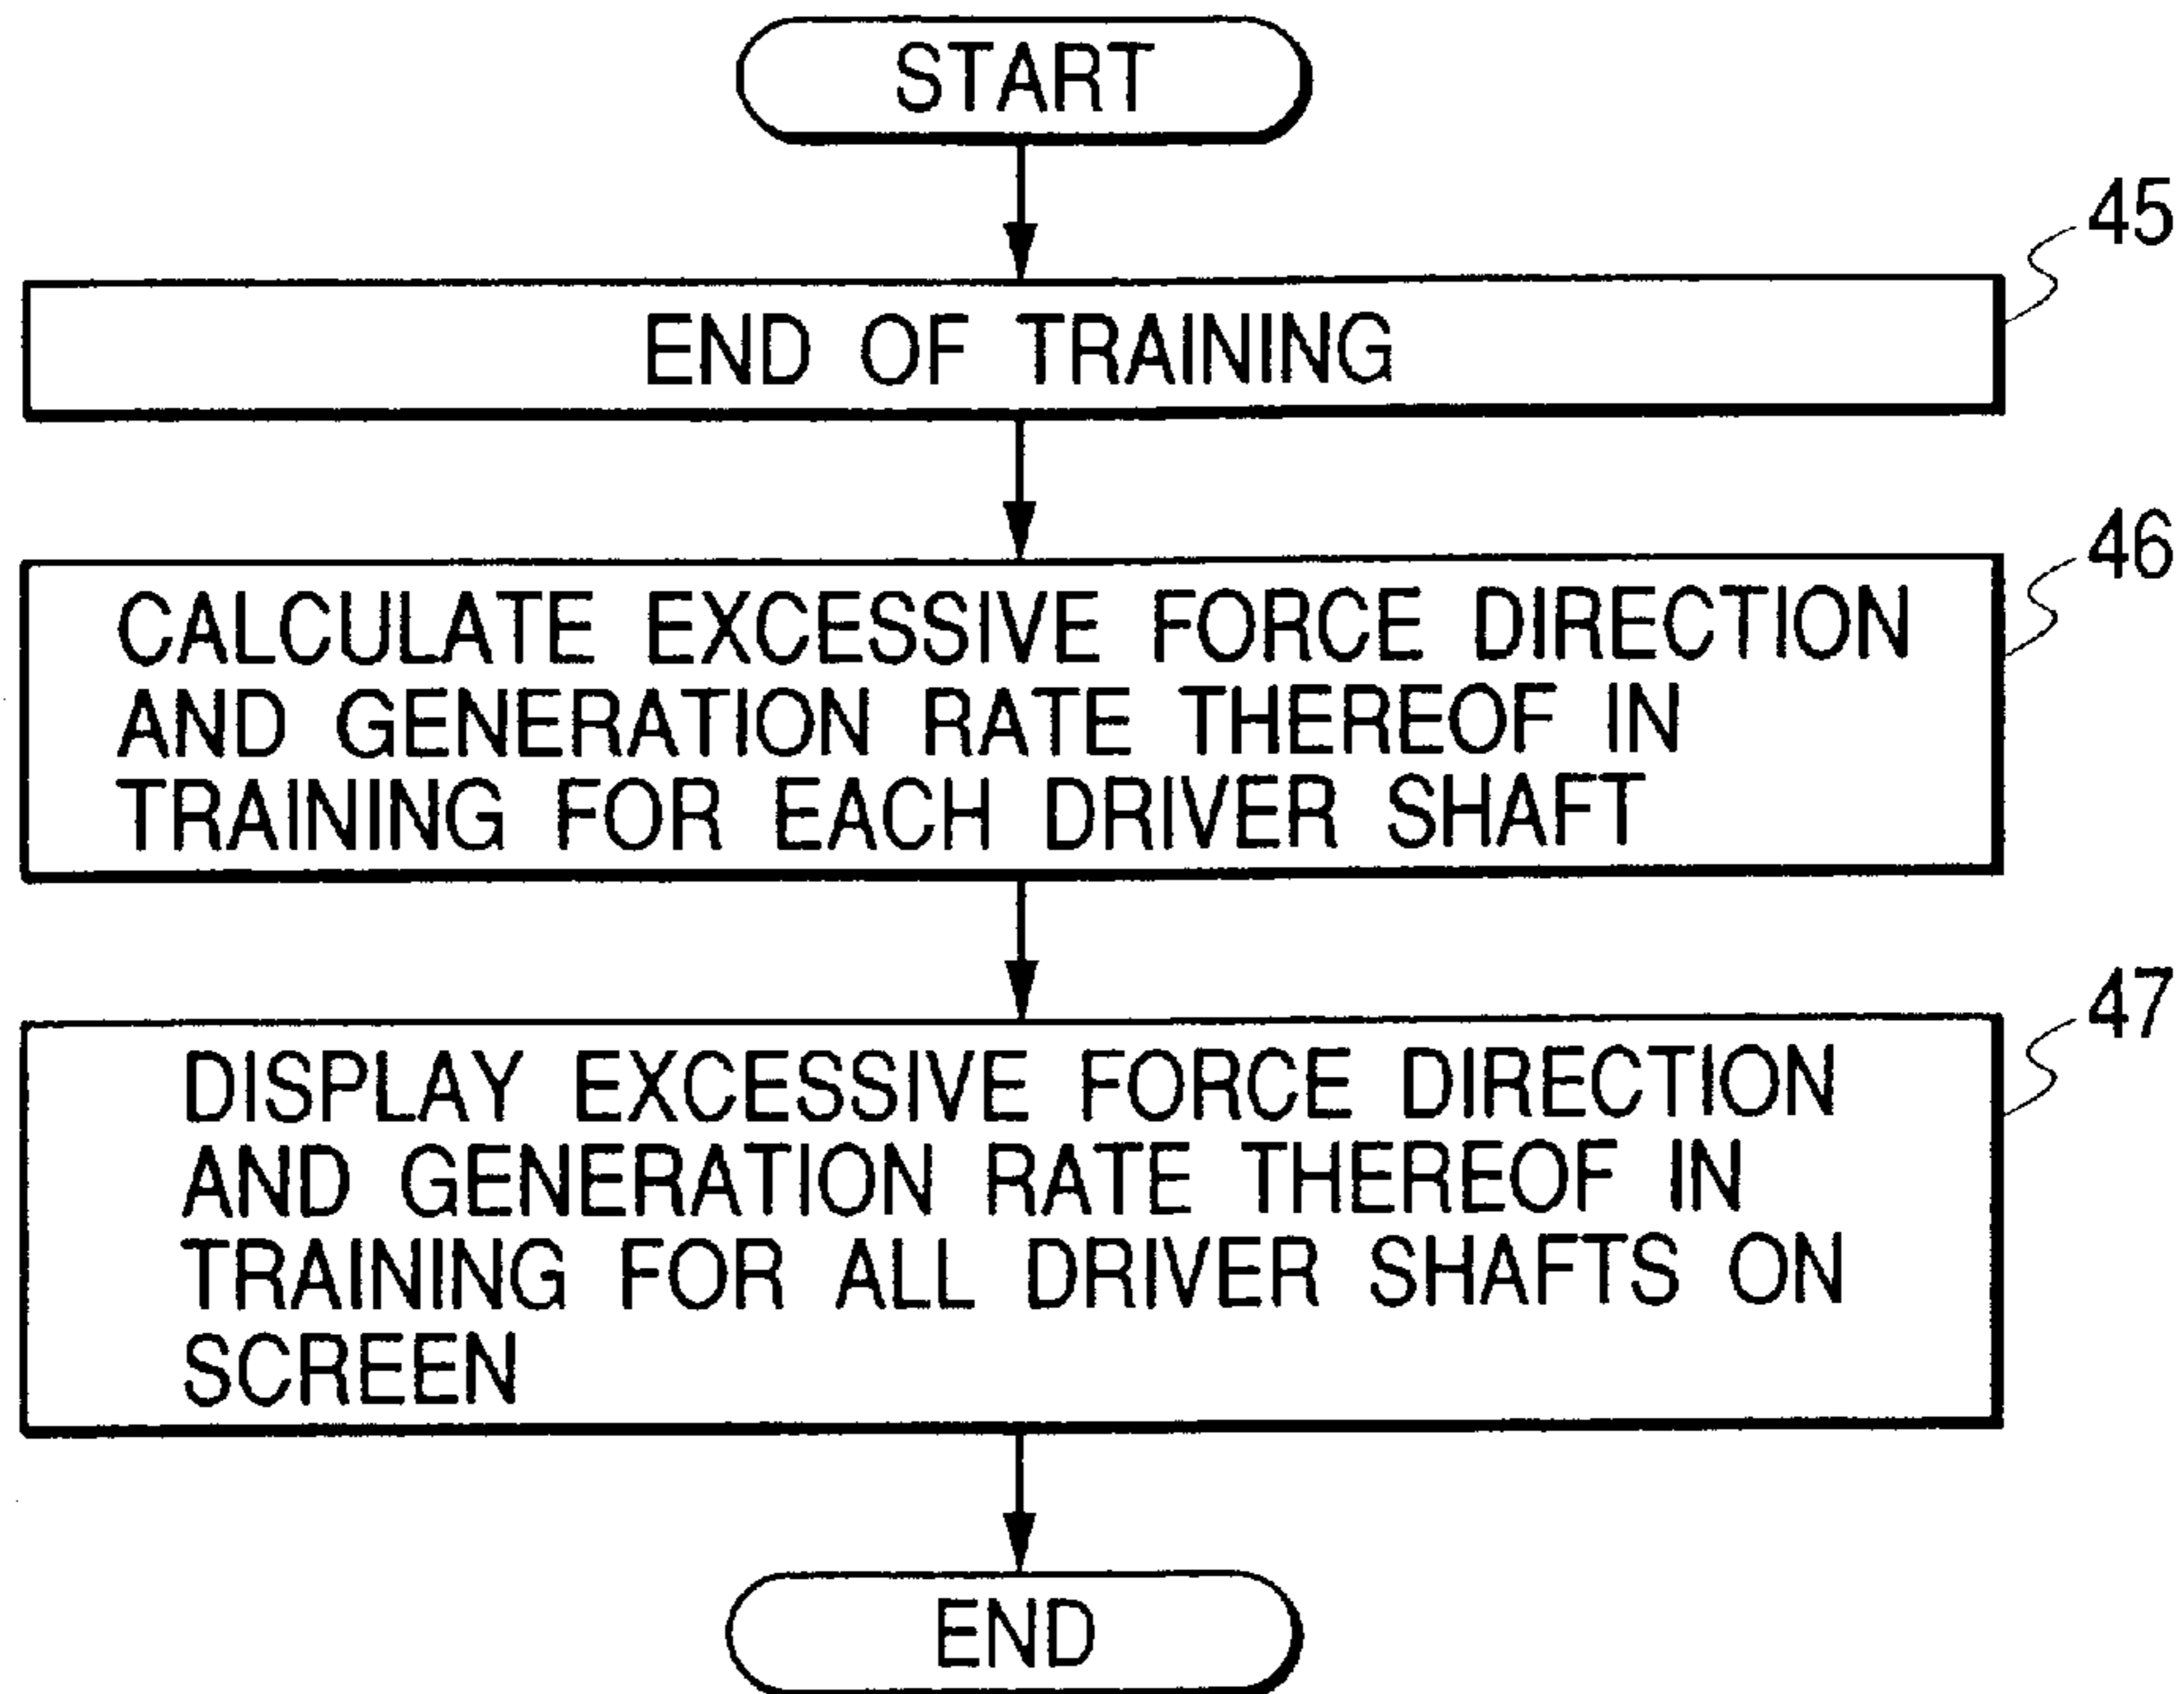 START
45
END OF TRAINING
46
CALCULATE EXCESSIVE FORCE DIRECTION
AND GENERATION RATE THEREOF IN
TRAINING FOR EACH DRIVER SHAFT
47
DISPLAY EXCESSIVE FORCE DIRECTION
AND GENERATION RATE THEREOF IN
TRAINING FOR ALL DRIVER SHAFTS ON
SCREEN
END